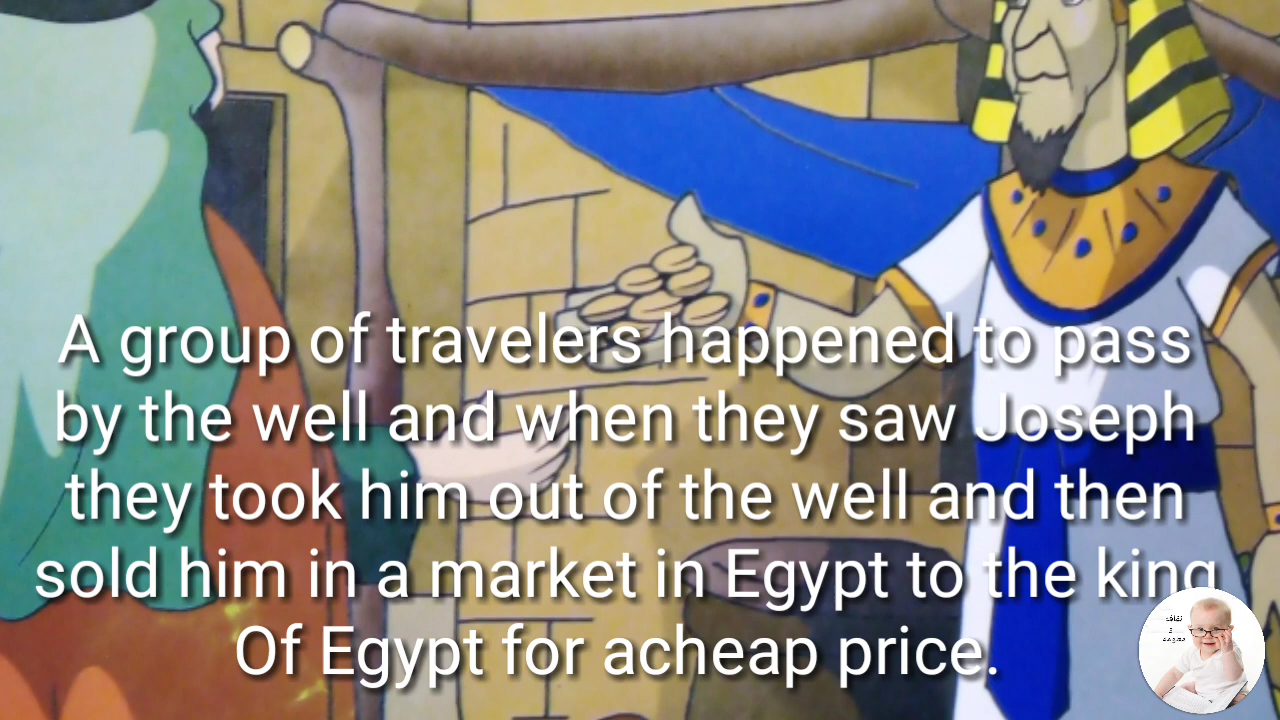 A group of travelers happened to pass
by the well and when they saw Joseph
they took him out of the well and then
sold him in a market in Egypt to the king
Of Egypt for acheap price.